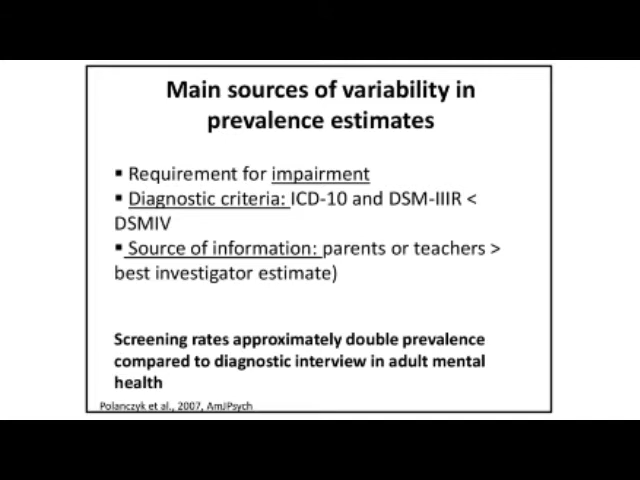 Main sources of variability in
prevalence estimates
▪ Requirement for impairment
▪ Diagnostic criteria: ICD-10 and DSM-IIIR <
DSMIV
▪ Source of information: parents or teachers >
best investigator estimate)
Screening rates approximately double prevalence
compared to diagnostic interview in adult mental
health
Polanczyk et al., 2007, AmJPsych